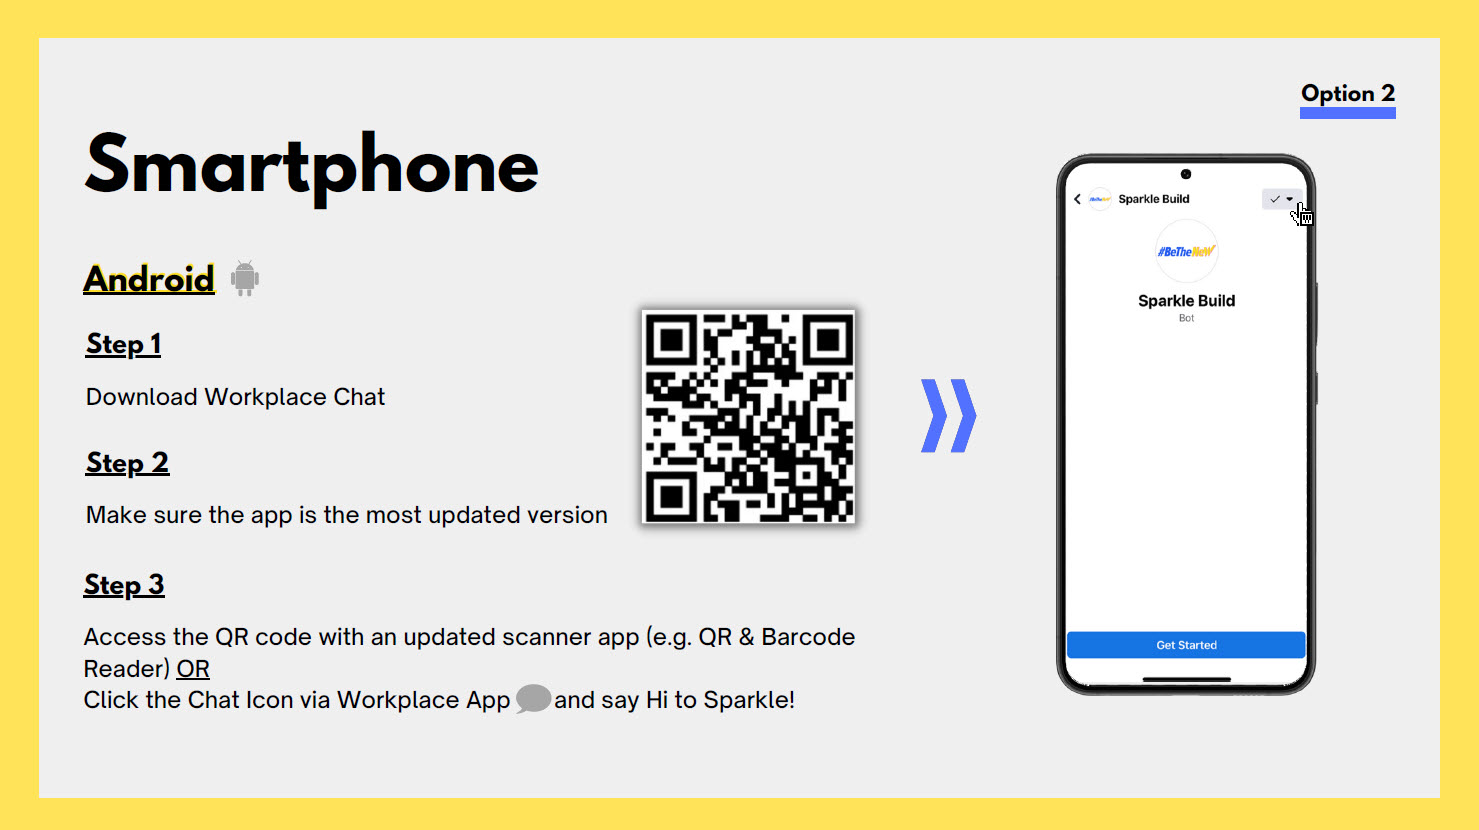 Option 2
Smartphone
Android
Step 1
Download Workplace Chat
Step 2
Make sure the app is the most updated version
Step 3
Access the QR code with an updated scanner app (e.g. QR & Barcode
Reader) OR
Click the Chat Icon via Workplace App and say Hi to Sparkle!
#BeTheNeW Sparkle Build
#BeTheNeW
Sparkle Build
Bot
Get Started